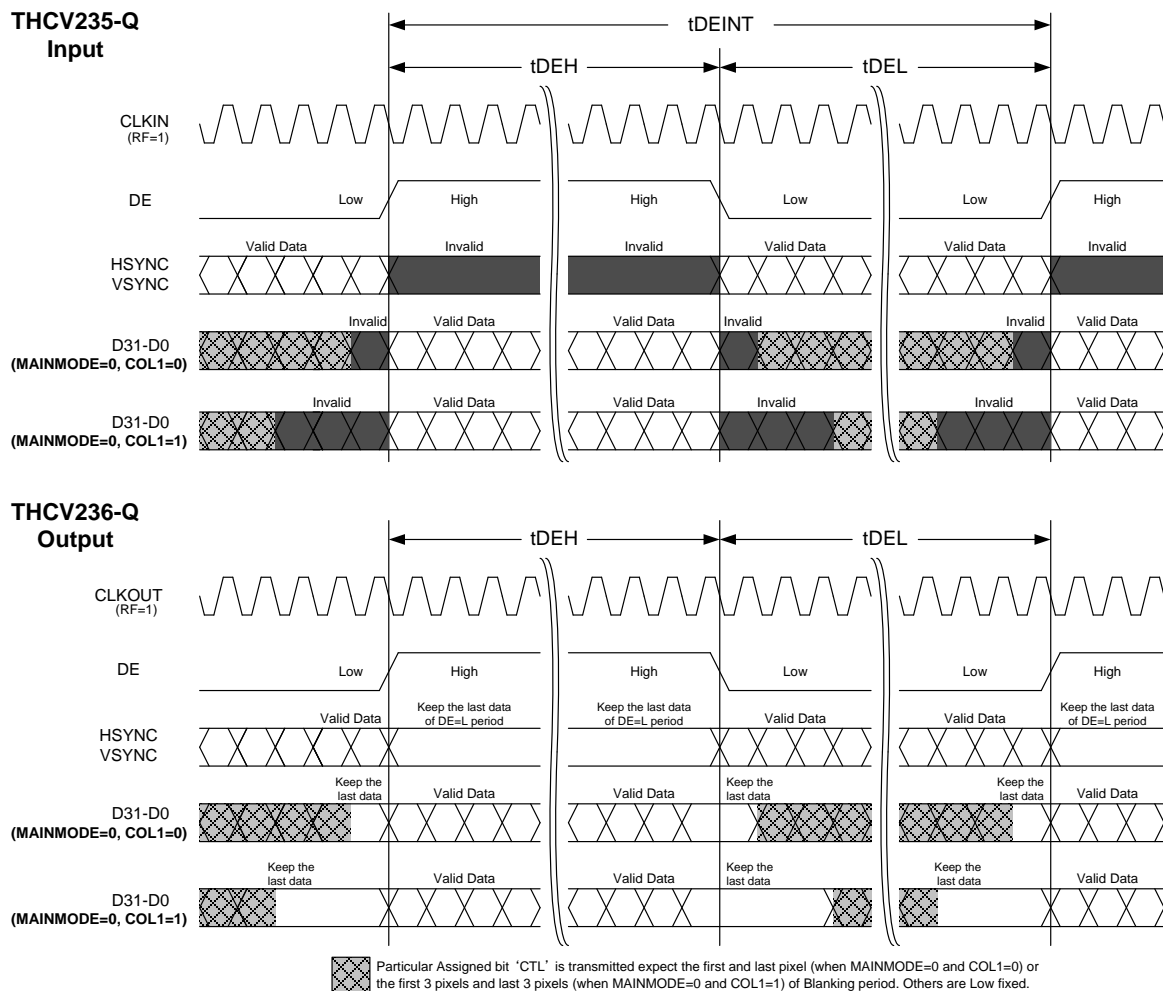 THCV235-Q
Input
tDEINT
tDEH
tDEL
CLKIN
(RF=1)
DE
Low
High
High
Low
Low
High
HSYNC
VSYNC
Valid Data
Invalid
Invalid
Valid Data
Valid Data
Invalid
D31-D0
(MAINMODE=0, COL1=0)
Invalid
Valid Data
Valid Data
Invalid
Invalid
Valid Data
D31-D0
(MAINMODE=0, COL1=1)
Invalid
Valid Data
Valid Data
Invalid
Invalid
Valid Data
THCV236-Q
Output
tDEH
tDEL
CLKOUT
(RF=1)
DE
Low
High
High
Low
Low
High
HSYNC
VSYNC
Valid Data
Keep the last data
of DE=L period
Keep the last data
of DE=L period
Valid Data
Valid Data
Keep the last data
of DE=L period
D31-D0
(MAINMODE=0, COL1=0)
Keep the
last data
Valid Data
Valid Data
Keep the
last data
Keep the
last data
Valid Data
D31-D0
(MAINMODE=0, COL1=1)
Keep the
last data
Valid Data
Valid Data
Keep the
last data
Keep the
last data
Valid Data
Particular Assigned bit ‘CTL’ is transmitted expect the first and last pixel (when MAINMODE=0 and COL1=0) or
the first 3 pixels and last 3 pixels (when MAINMODE=0 and COL1=1) of Blanking period. Others are Low fixed.